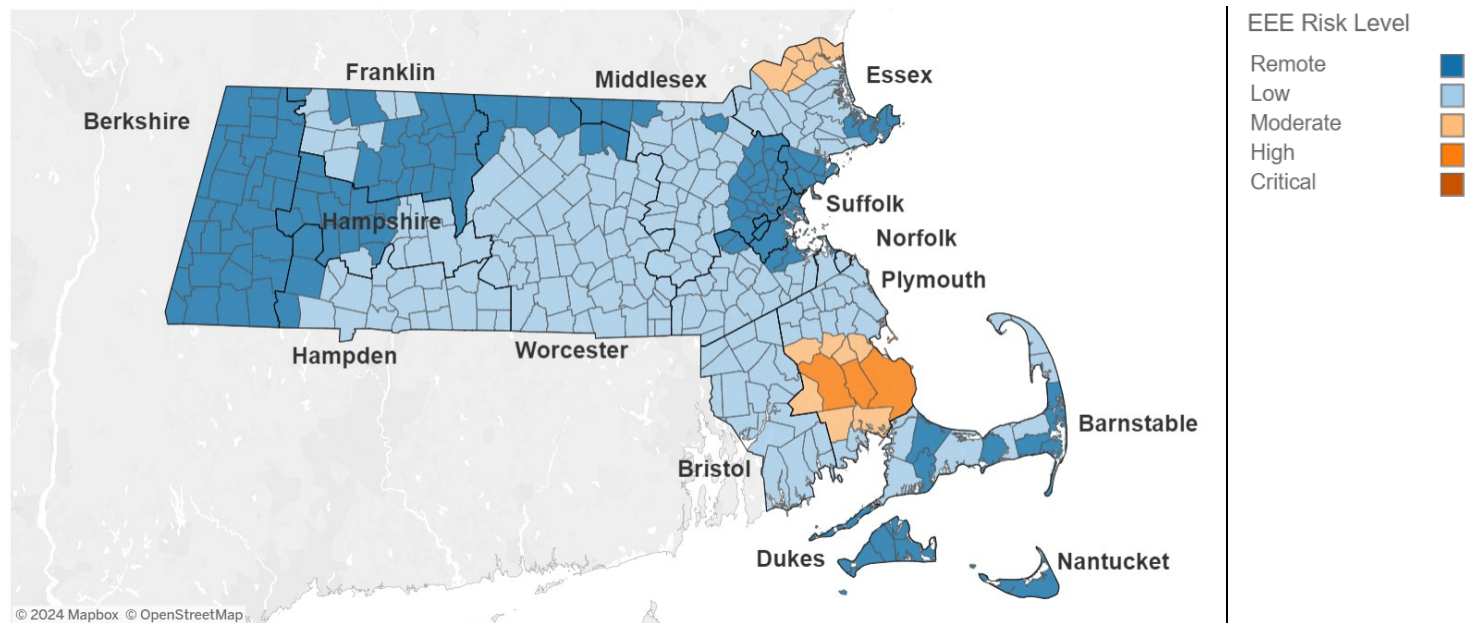 EEE Risk Level
Remote
Low
Moderate
High
Critical
Franklin
Middlesex
Essex
Berkshire
Suffolk
Hampshire
Norfolk
Plymouth
Worcester
Hampden
Barnstable
Bristol
Dukes
Nantucket
© 2024 Mapbox © OpenStreetMap